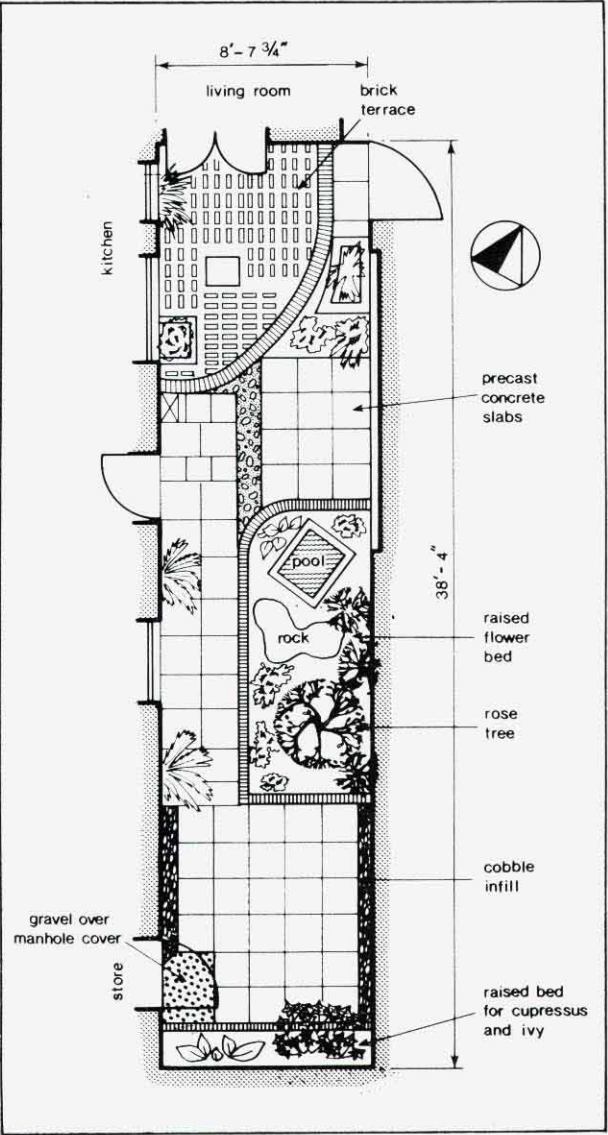 8'- 7 ¾"
living room
brick
terrace
kitchen
precast
concrete
slabs
pool
38'- 4"
rock
raised
flower
bed
rose
tree
cobble
infill
gravel over
manhole cover
store
raised bed
for cupressus
and ivy